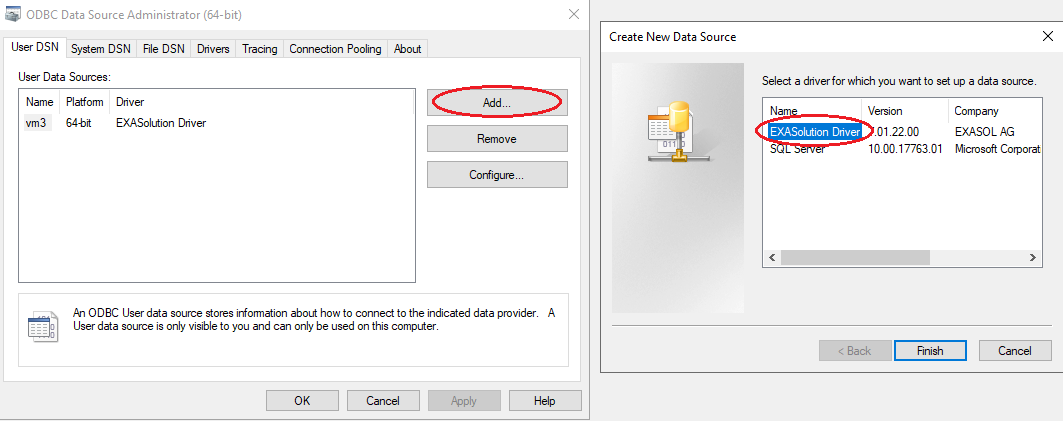 ODBC Data Source Administrator (64-bit)
User DSN System DSN File DSN Drivers Tracing Connection Pooling About
User Data Sources:
Name Platform Driver
vm3 64-bit EXASolution Driver
Add...
Remove
Configure...
An ODBC User data source stores information about how to connect to the indicated data provider. A
User data source is only visible to you and can only be used on this computer.
OK Cancel Apply Help
Create New Data Source
Select a driver for which you want to set up a data source.
Name Version Company
EXASolution Driver .01.22.00 EXASOL AG
SQL Server 10.00.17763.01 Microsoft Corporat
01110
< Back Finish Cancel